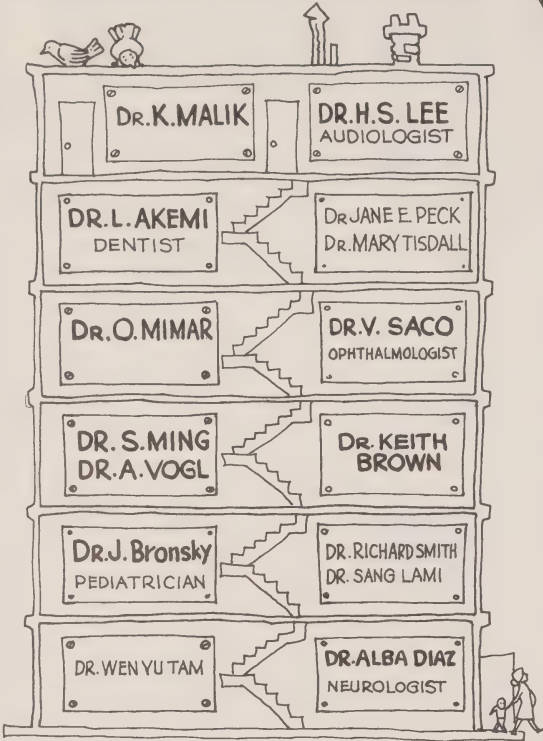 DR.K.MALIK
DR.H.S. LEE
AUDIOLOGIST
DR.L.AKEMI
DENTIST
DR JANE E. PECK
DR.MARY TISDALL
DR.O.MIMAR
DR.V. SACO
OPHTHALMOLOGIST
DR. S.MING
DR.A.VOGL
DR.KEITH
BROWN
DR.J.Bronsky
PEDIATRICIAN
DR.RICHARD SMITH
DR. SANG LAMI
DR.WEN YU TAM
DR.ALBA DIAZ
NEUROLOGIST